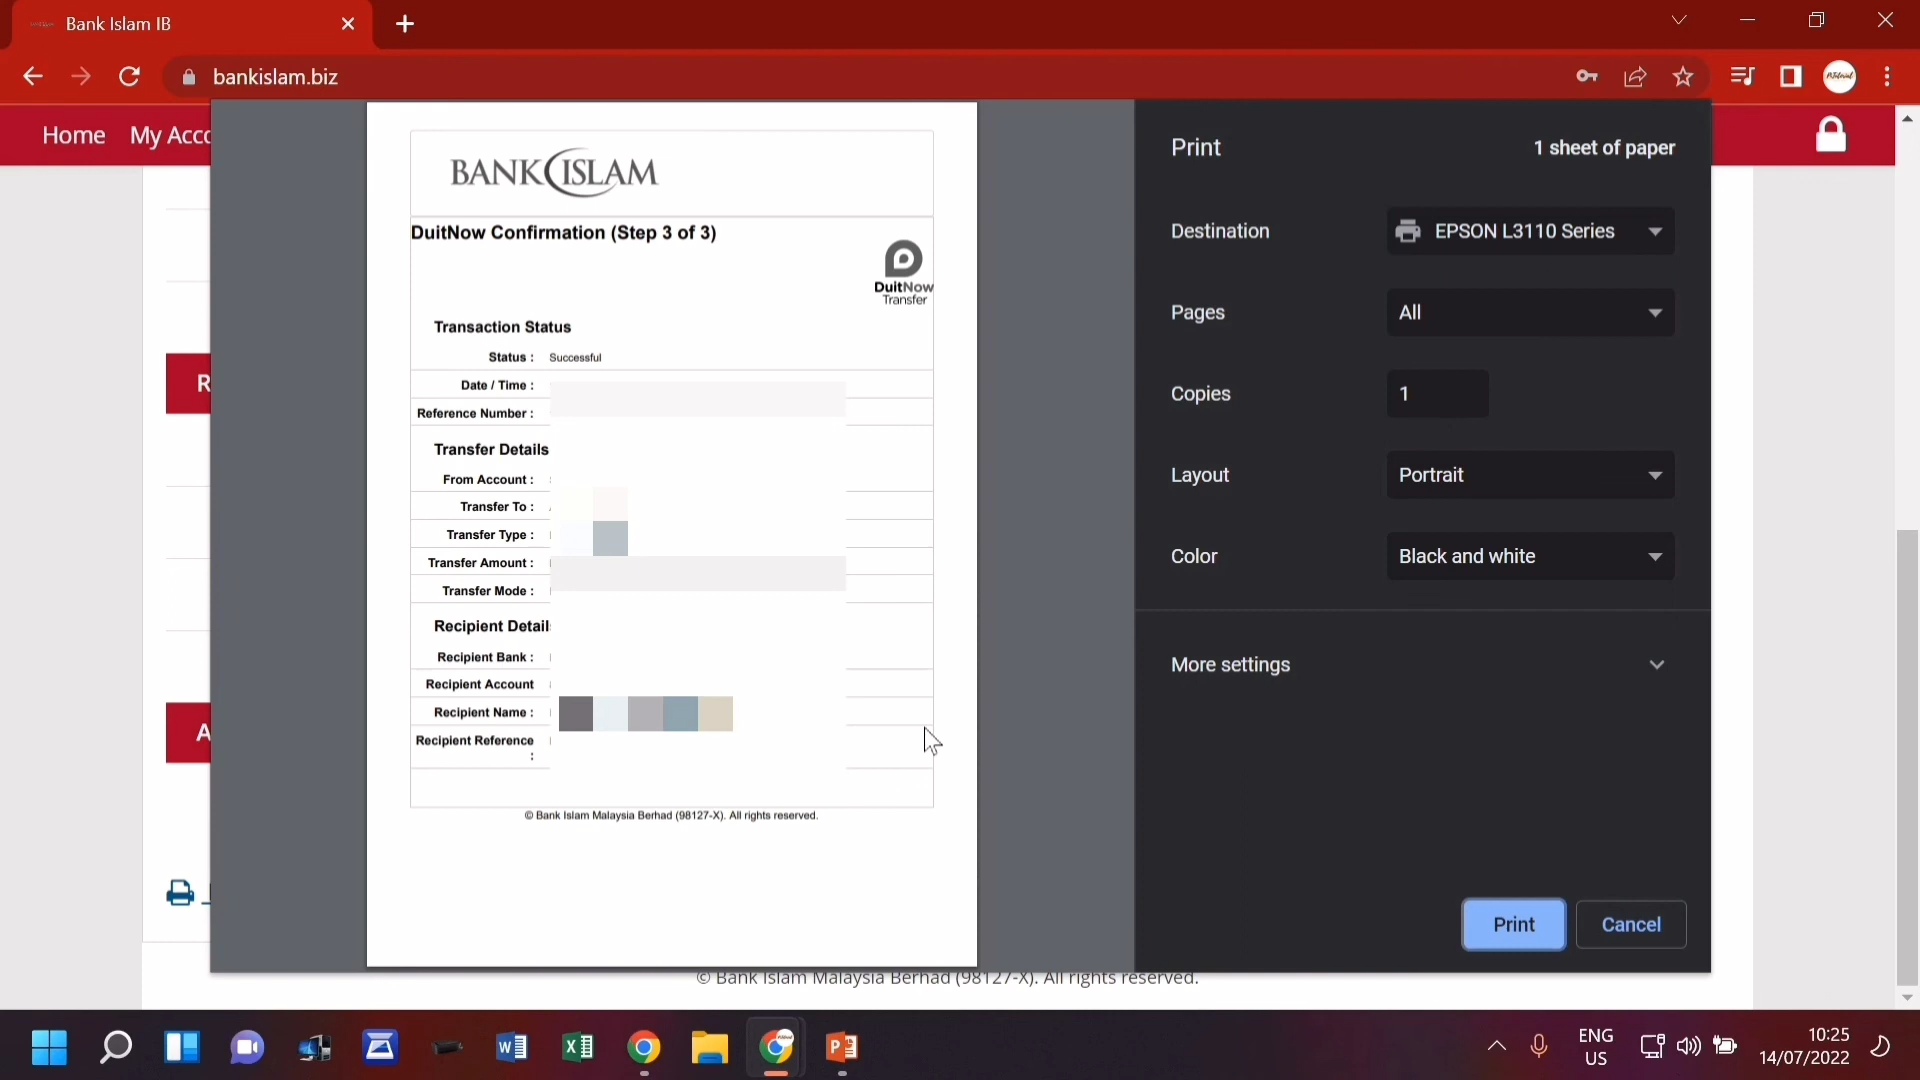 Bank Islam IB
bankislam.biz
Home My Acco
Print
1 sheet of paper
Destination
EPSON L3110 Series
Pages
All
Copies
1
Layout
Portrait
Color
Black and white
More settings
Print
Cancel
BANK ISLAM
DuitNow Confirmation (Step 3 of 3)
DuitNow
Transfer
Transaction Status
Status : Successful
Date / Time :
Reference Number :
Transfer Details
From Account :
Transfer To :
Transfer Type :
Transfer Amount :
Transfer Mode :
Recipient Detail
Recipient Bank :
Recipient Account
Recipient Name :
Recipient Reference
:
© Bank Islam Malaysia Berhad (98127-X). All rights reserved.
R
A
© Bank Islam Malaysia Berhad (98127-X). All rights reserved.
ENG
US
10:25
14/07/2022